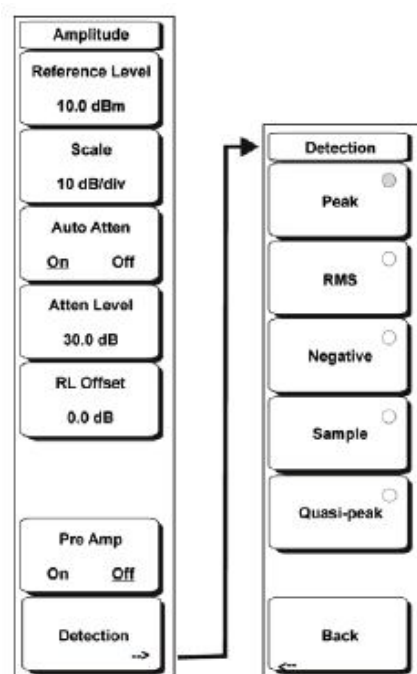 Amplitude
Reference Level
10.0 dBm
Scale
10 dB/div
Auto Atten
On Off
Atten Level
30.0 dB
RL Offset
0.0 dB
Pre Amp
On Off
Detection
-->
Detection
Peak
RMS
Negative
Sample
Quasi-peak
Back
<--